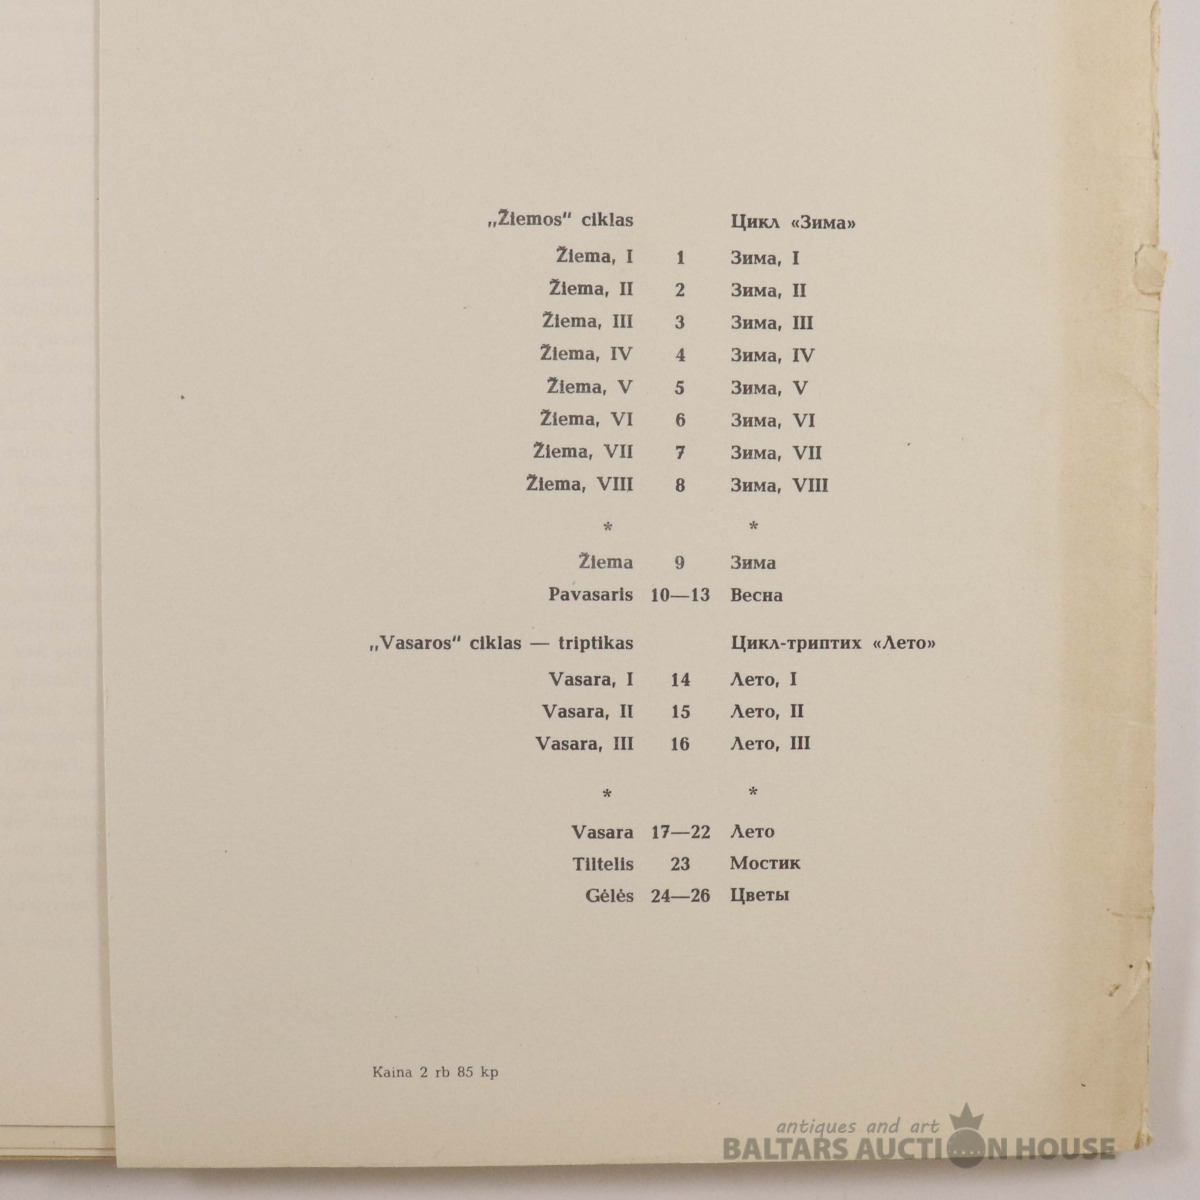 „Žiemos“ ciklas Цикл «Зима»
Žiema, I 1 Зима, I
Žiema, II 2 Зима, II
Žiema, III 3 Зима, III
Žiema, IV 4 Зима, IV
Žiema, V 5 Зима, V
Žiema, VI 6 Зима, VI
Žiema, VII 7 Зима, VII
Žiema, VIII 8 Зима, VIII
* *
Žiema 9 Зима
Pavasaris 10—13 Весна
„Vasaros“ ciklas — triptikas Цикл-триптих «Лето»
Vasara, I 14 Лето, I
Vasara, II 15 Лето, II
Vasara, III 16 Лето, III
* *
Vasara 17—22 Лето
Tiltelis 23 Мостик
Gėlės 24—26 Цветы
Kaina 2 rb 85 kp
antiques and art
BALTARS AUCTION HOUSE